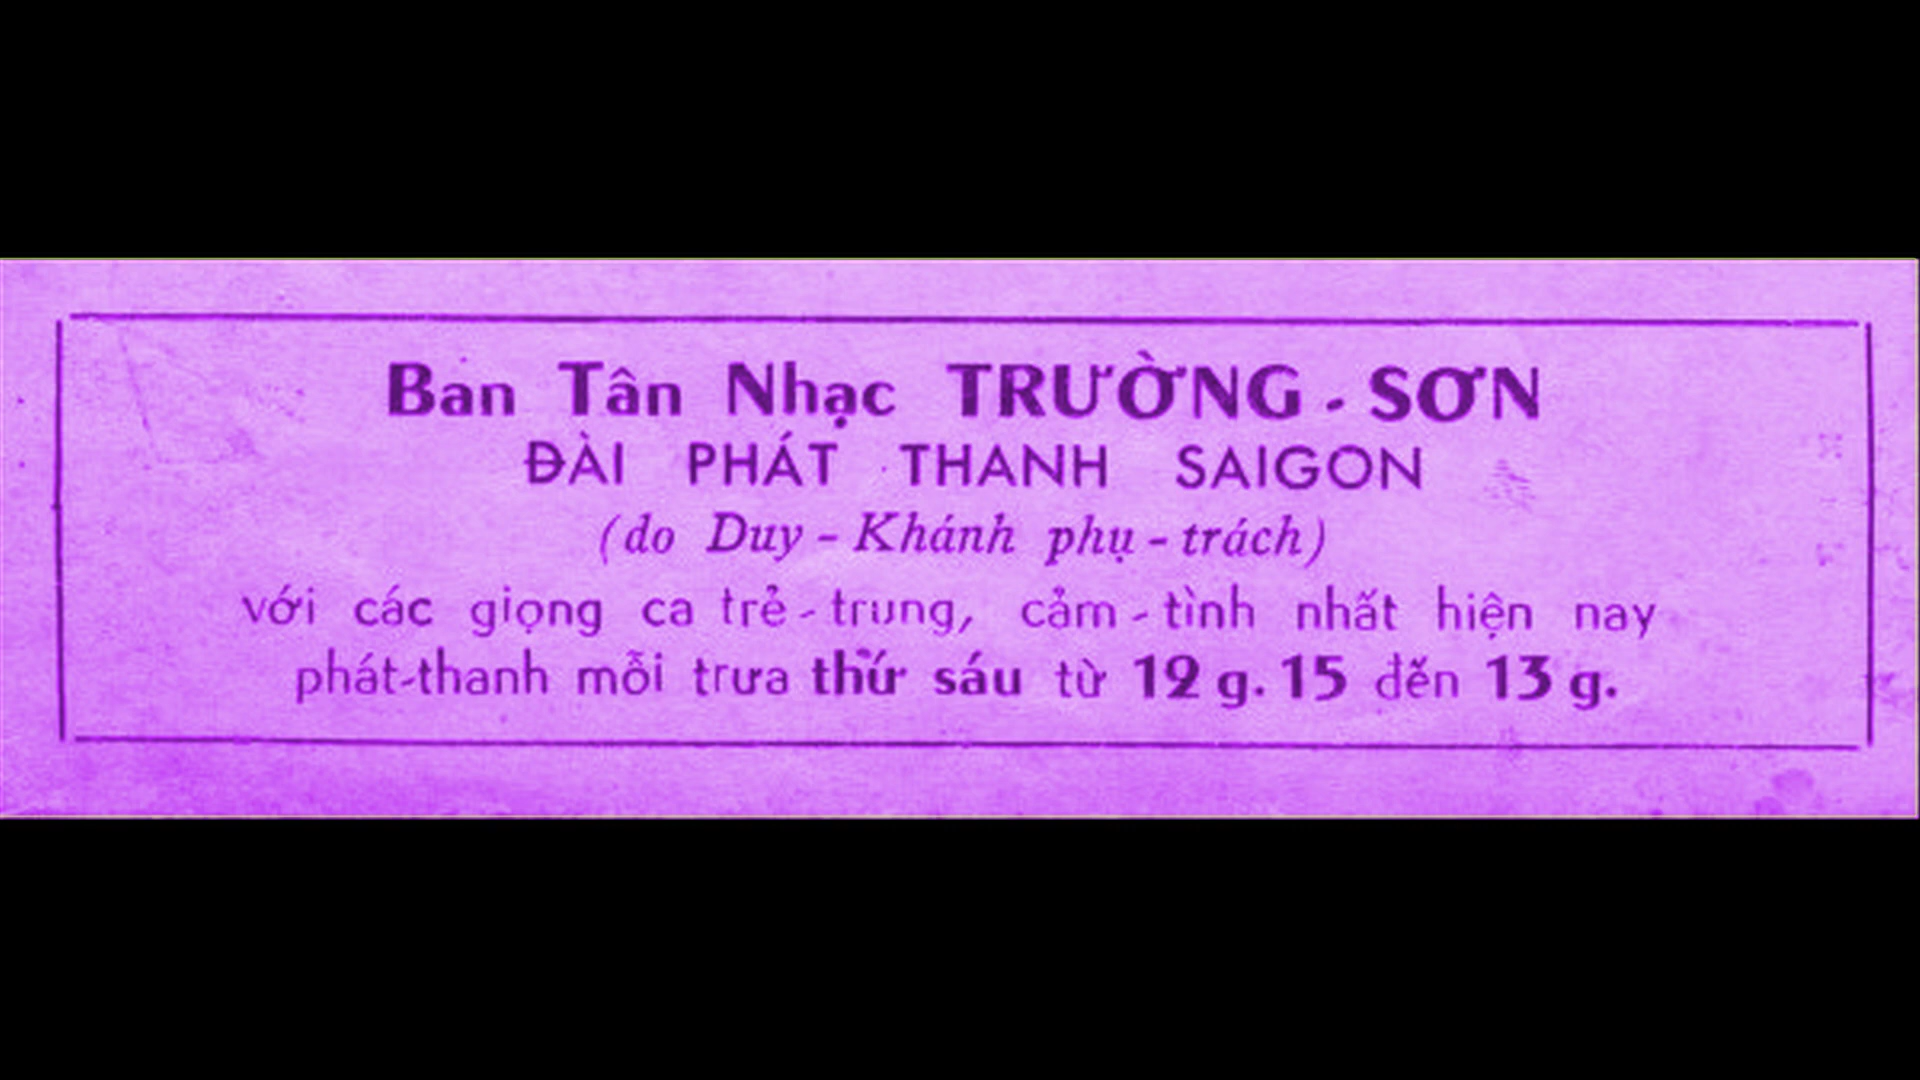 Ban Tân Nhạc TRƯỜNG - SƠN
ĐÀI PHÁT THANH SAIGON
(do Duy - Khánh phụ - trách)
với các giọng ca trẻ - trung, cảm - tình nhất hiện nay
phát-thanh mỗi trưa thứ sáu từ 12 g. 15 đến 13 g.